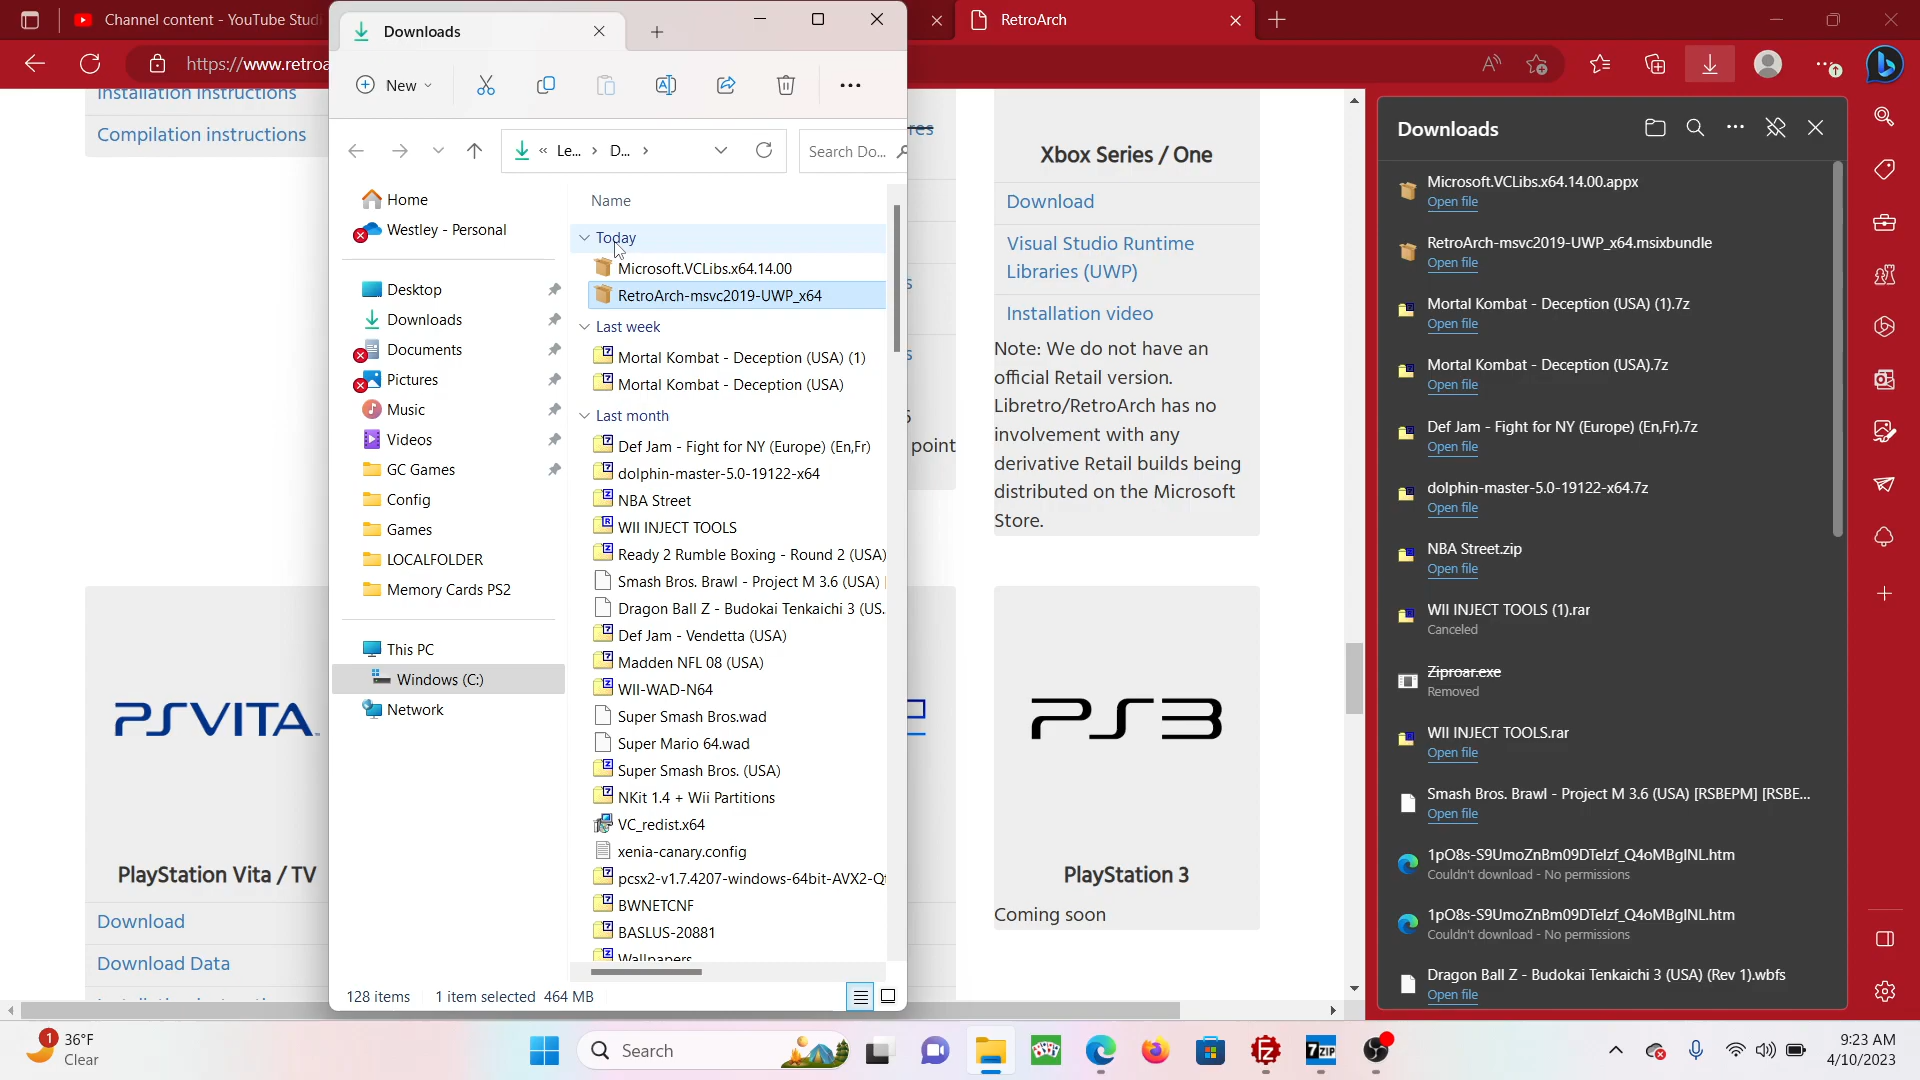 Channel content - YouTube Stud
Downloads
RetroArch
https://www.retroa
New
Le...
D...
Search Do...
Installation instructions
Compilation instructions
res
s
s
5
point
Home
Westley - Personal
Desktop
Downloads
Documents
Pictures
Music
Videos
GC Games
Config
Games
LOCALFOLDER
Memory Cards PS2
This PC
Windows (C:)
Network
Name
Today
Microsoft.VCLibs.x64.14.00
RetroArch-msvc2019-UWP_x64
Last week
Mortal Kombat - Deception (USA) (1)
Mortal Kombat - Deception (USA)
Last month
Def Jam - Fight for NY (Europe) (En,Fr)
dolphin-master-5.0-19122-x64
NBA Street
WII INJECT TOOLS
Ready 2 Rumble Boxing - Round 2 (USA)
Smash Bros. Brawl - Project M 3.6 (USA)
Dragon Ball Z - Budokai Tenkaichi 3 (US.
Def Jam - Vendetta (USA)
Madden NFL 08 (USA)
WII-WAD-N64
Super Smash Bros.wad
Super Mario 64.wad
Super Smash Bros. (USA)
NKit 1.4 + Wii Partitions
VC_redist.x64
xenia-canary.config
pcsx2-v1.7.4207-windows-64bit-AVX2-Qt
BWNETCNF
BASLUS-20881
Wallpapers
128 items
1 item selected 464 MB
PSVITA
PlayStation Vita / TV
Download
Download Data
Xbox Series / One
Download
Visual Studio Runtime
Libraries (UWP)
Installation video
Note: We do not have an
official Retail version.
Libretro/RetroArch has no
involvement with any
derivative Retail builds being
distributed on the Microsoft
Store.
PS3
PlayStation 3
Coming soon
Downloads
Microsoft.VCLibs.x64.14.00.appx
Open file
RetroArch-msvc2019-UWP_x64.msixbundle
Open file
Mortal Kombat - Deception (USA) (1).7z
Open file
Mortal Kombat - Deception (USA).7z
Open file
Def Jam - Fight for NY (Europe) (En,Fr).7z
Open file
dolphin-master-5.0-19122-x64.7z
Open file
NBA Street.zip
Open file
WII INJECT TOOLS (1).rar
Canceled
Ziproar.exe
Removed
WII INJECT TOOLS.rar
Open file
Smash Bros. Brawl - Project M 3.6 (USA) [RSBEPM] [RSBE...
Open file
1pO8s-S9UmoZnBm09DTelzf_Q4oMBgINL.htm
Couldn't download - No permissions
1pO8s-S9UmoZnBm09DTelzf_Q4oMBgINL.htm
Couldn't download - No permissions
Dragon Ball Z - Budokai Tenkaichi 3 (USA) (Rev 1).wbfs
Open file
1
36°F
Clear
Search
7ZIP
9:23 AM
4/10/2023